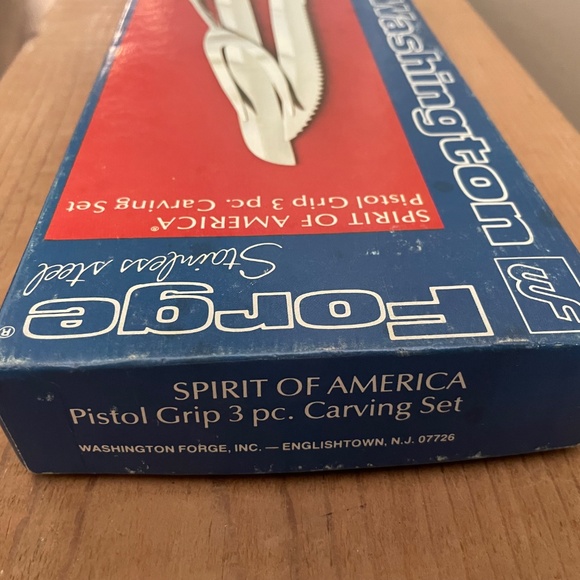 Washington
WF
Forge®
Stainless steel
SPIRIT OF AMERICA®
Pistol Grip 3 pc. Carving Set
SPIRIT OF AMERICA
Pistol Grip 3 pc. Carving Set
WASHINGTON FORGE, INC. — ENGLISHTOWN, N.J. 07726